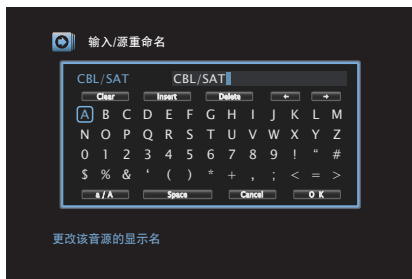 输入/源重命名
CBL/SAT CBL/SAT
Clear Insert Delete ← →
A B C D E F G H I J K L M
N O P Q R S T U V W X Y Z
0 1 2 3 4 5 6 7 8 9 ! “ #
$ % & ‘ ( ) * + , ; < = >
a / A Space Cancel O K
更改该音源的显示名